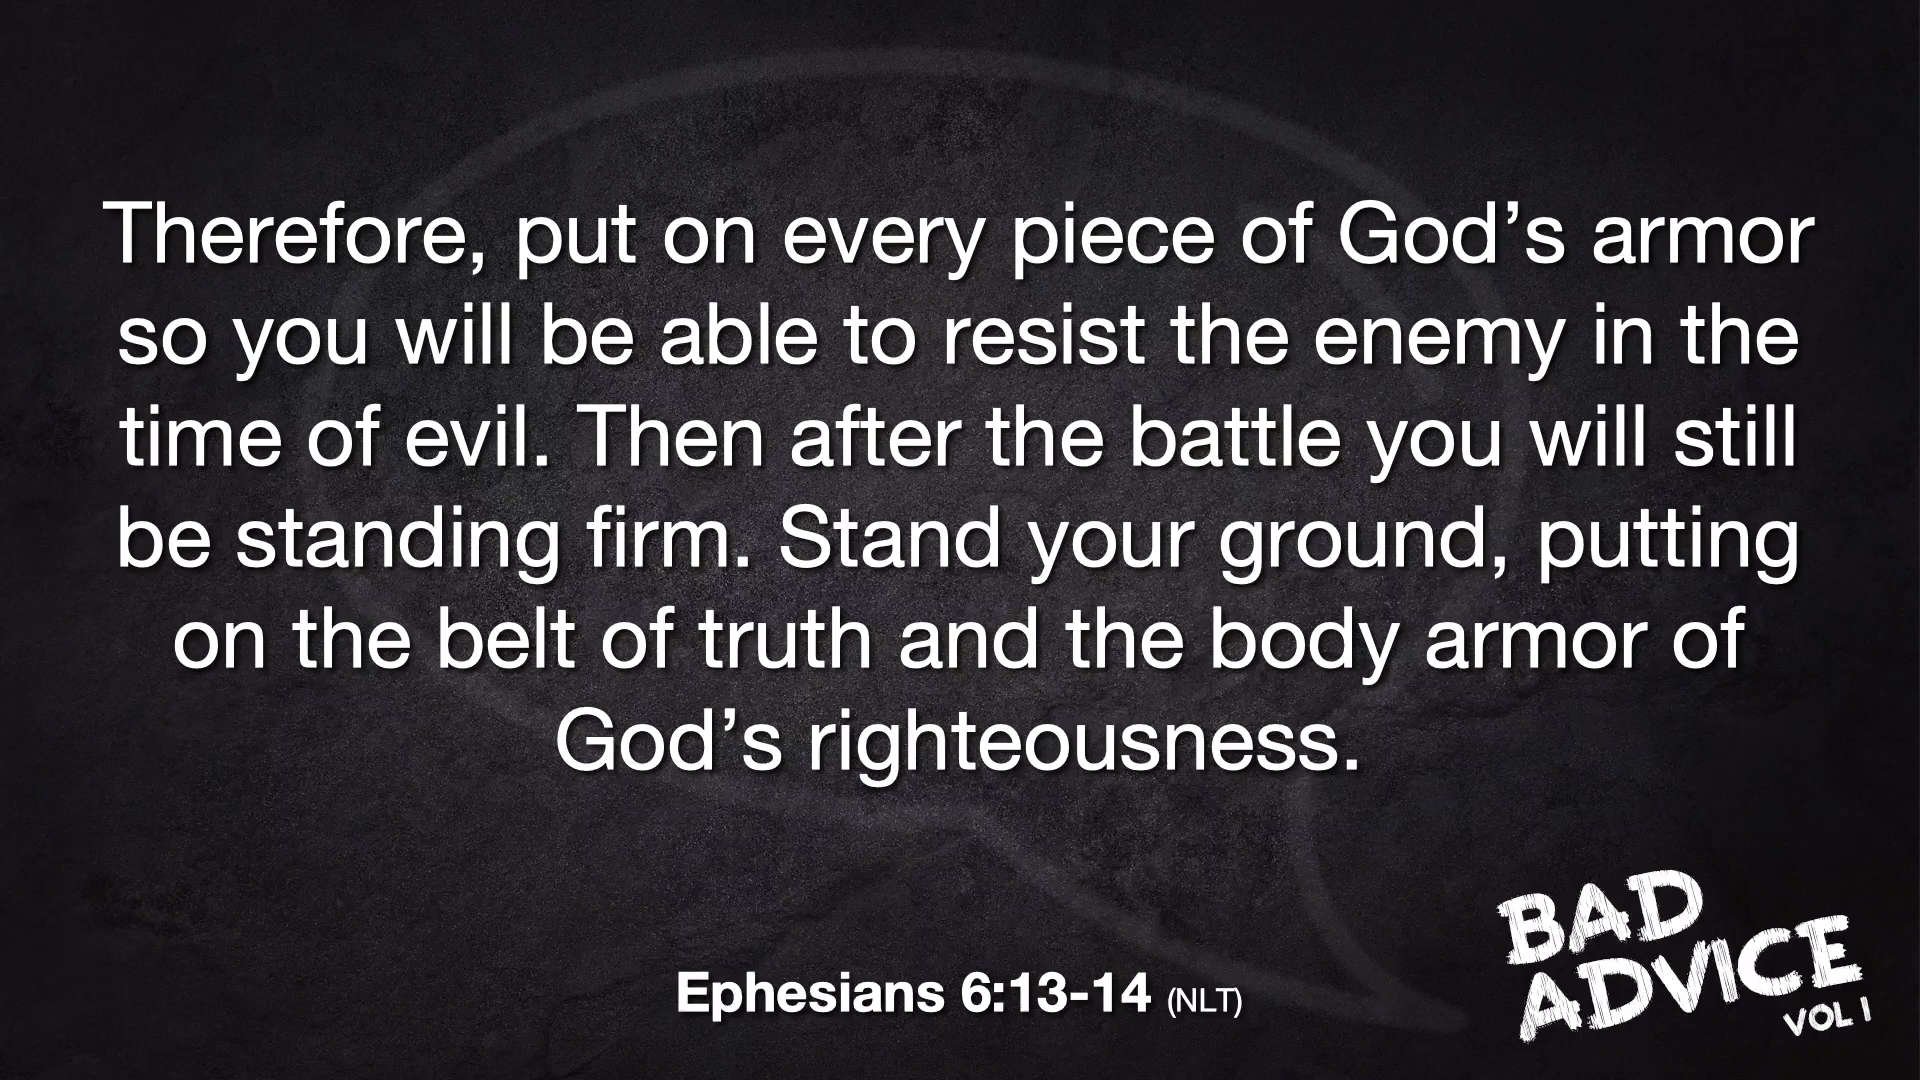 Therefore, put on every piece of God’s armor
so you will be able to resist the enemy in the
time of evil. Then after the battle you will still
be standing firm. Stand your ground, putting
on the belt of truth and the body armor of
God’s righteousness.
Ephesians 6:13-14 (NLT)
BAD
ADVICE
VOL 1